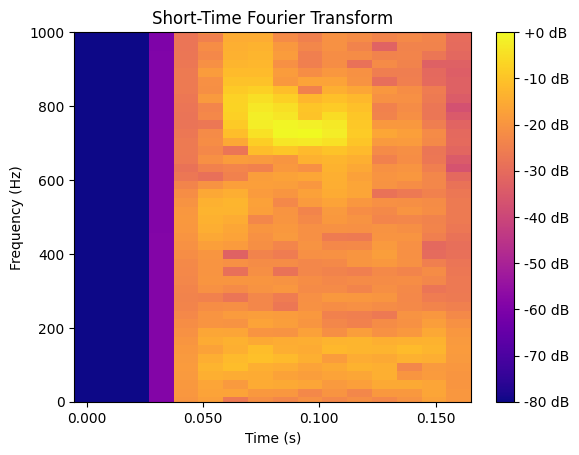 Short-Time Fourier Transform
1000
800
600
400
200
0
Frequency (Hz)
0.000
0.050
0.100
0.150
Time (s)
+0 dB
-10 dB
-20 dB
-30 dB
-40 dB
-50 dB
-60 dB
-70 dB
-80 dB